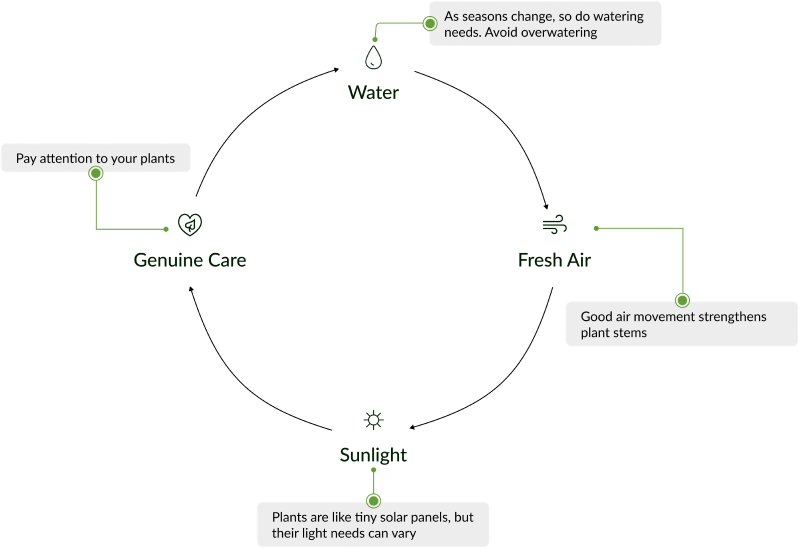 As seasons change, so do watering
needs. Avoid overwatering
Water
Pay attention to your plants
Genuine Care
Fresh Air
Good air movement strengthens
plant stems
Sunlight
Plants are like tiny solar panels, but
their light needs can vary